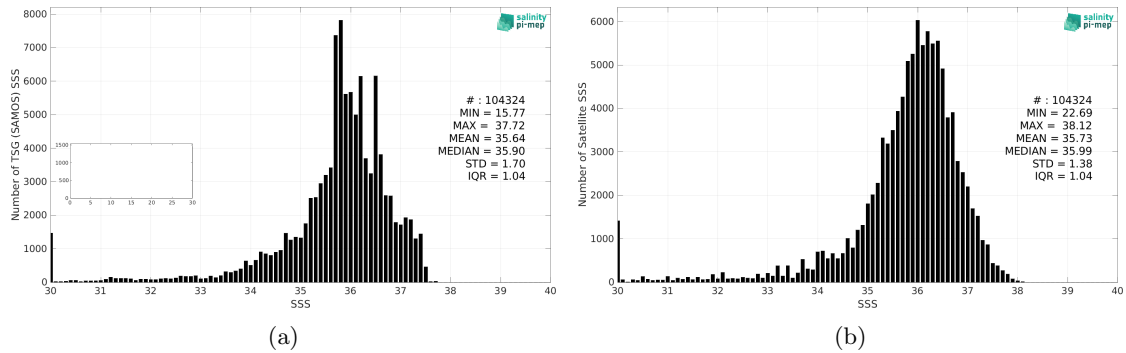 8000
7000
6000
5000
4000
3000
2000
1000
0
Number of TSG (SAMOS) SSS
salinity
pi-mep
# : 104324
MIN = 15.77
MAX = 37.72
MEAN = 35.64
MEDIAN = 35.90
STD = 1.70
IQR = 1.04
1500
1000
500
0
0 5 10 15 20 25 30
30 31 32 33 34 35 36 37 38 39 40
SSS
(a)
6000
5000
4000
3000
2000
1000
0
Number of Satellite SSS
salinity
pi-mep
# : 104324
MIN = 22.69
MAX = 38.12
MEAN = 35.73
MEDIAN = 35.99
STD = 1.38
IQR = 1.04
30 31 32 33 34 35 36 37 38 39 40
SSS
(b)